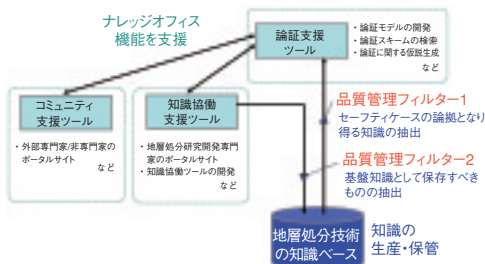 ナレッジオフィス
機能を支援
論証支援
ツール
・論証モデルの開発
・論証スキームの検索
・論証に関する仮説生成
など
コミュニティ
支援ツール
・外部専門家/非専門家の
ポータルサイト
など
知識協働
支援ツール
・地層処分研究開発専門
家のポータルサイト
・知識協働ツールの開発
など
品質管理フィルター1
セーフティケースの論拠となり
得る知識の抽出
品質管理フィルター2
基盤知識として保存すべき
ものの抽出
地層処分技術
の知識ベース
知識の
生産・保管